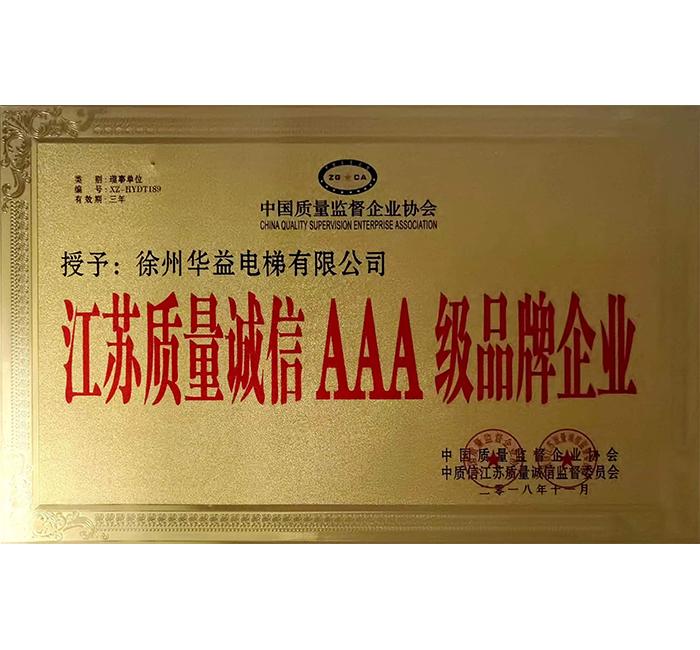 类 别：理事单位
编 号：XZ-HYDT189
有效期：三年
ZG★CA
中国质量监督企业协会
CHINA QUALITY SUPERVISION ENTERPRISE ASSOCIATION
授予：徐州华益电梯有限公司
江苏质量诚信AAA级品牌企业
中国质量监督企业协会
中质信江苏质量诚信监督委员会
二零一八年十一月